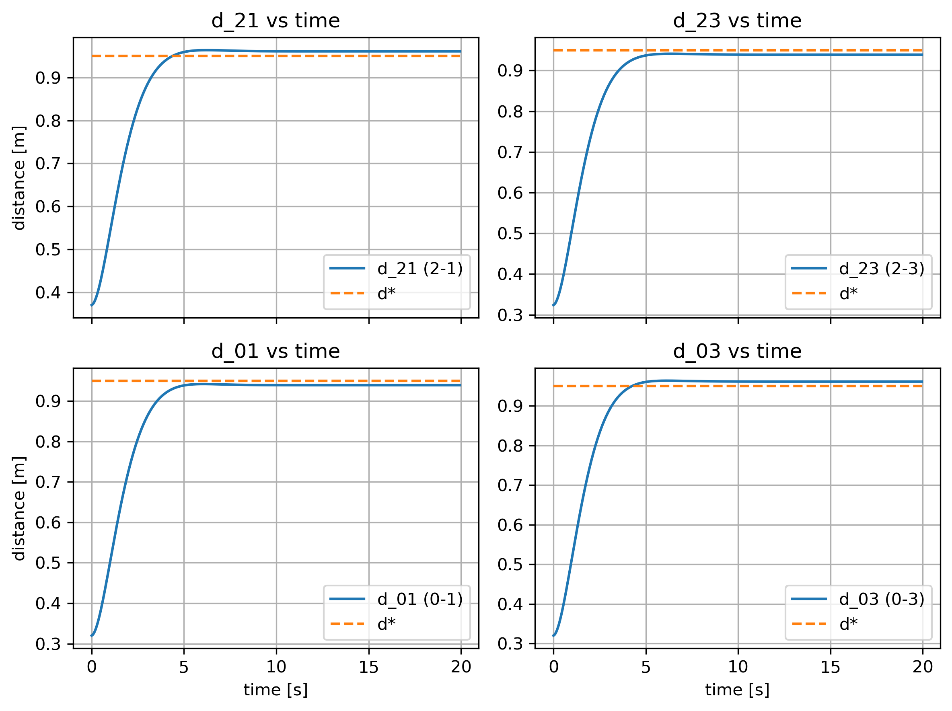 d_21 vs time
distance [m]
0.9
0.8
0.7
0.6
0.5
0.4
d_21 (2-1)
d*
d_23 vs time
0.9
0.8
0.7
0.6
0.5
0.4
0.3
d_23 (2-3)
d*
d_01 vs time
distance [m]
0.9
0.8
0.7
0.6
0.5
0.4
0.3
d_01 (0-1)
d*
0 5 10 15 20
time [s]
d_03 vs time
0.9
0.8
0.7
0.6
0.5
0.4
0.3
d_03 (0-3)
d*
0 5 10 15 20
time [s]